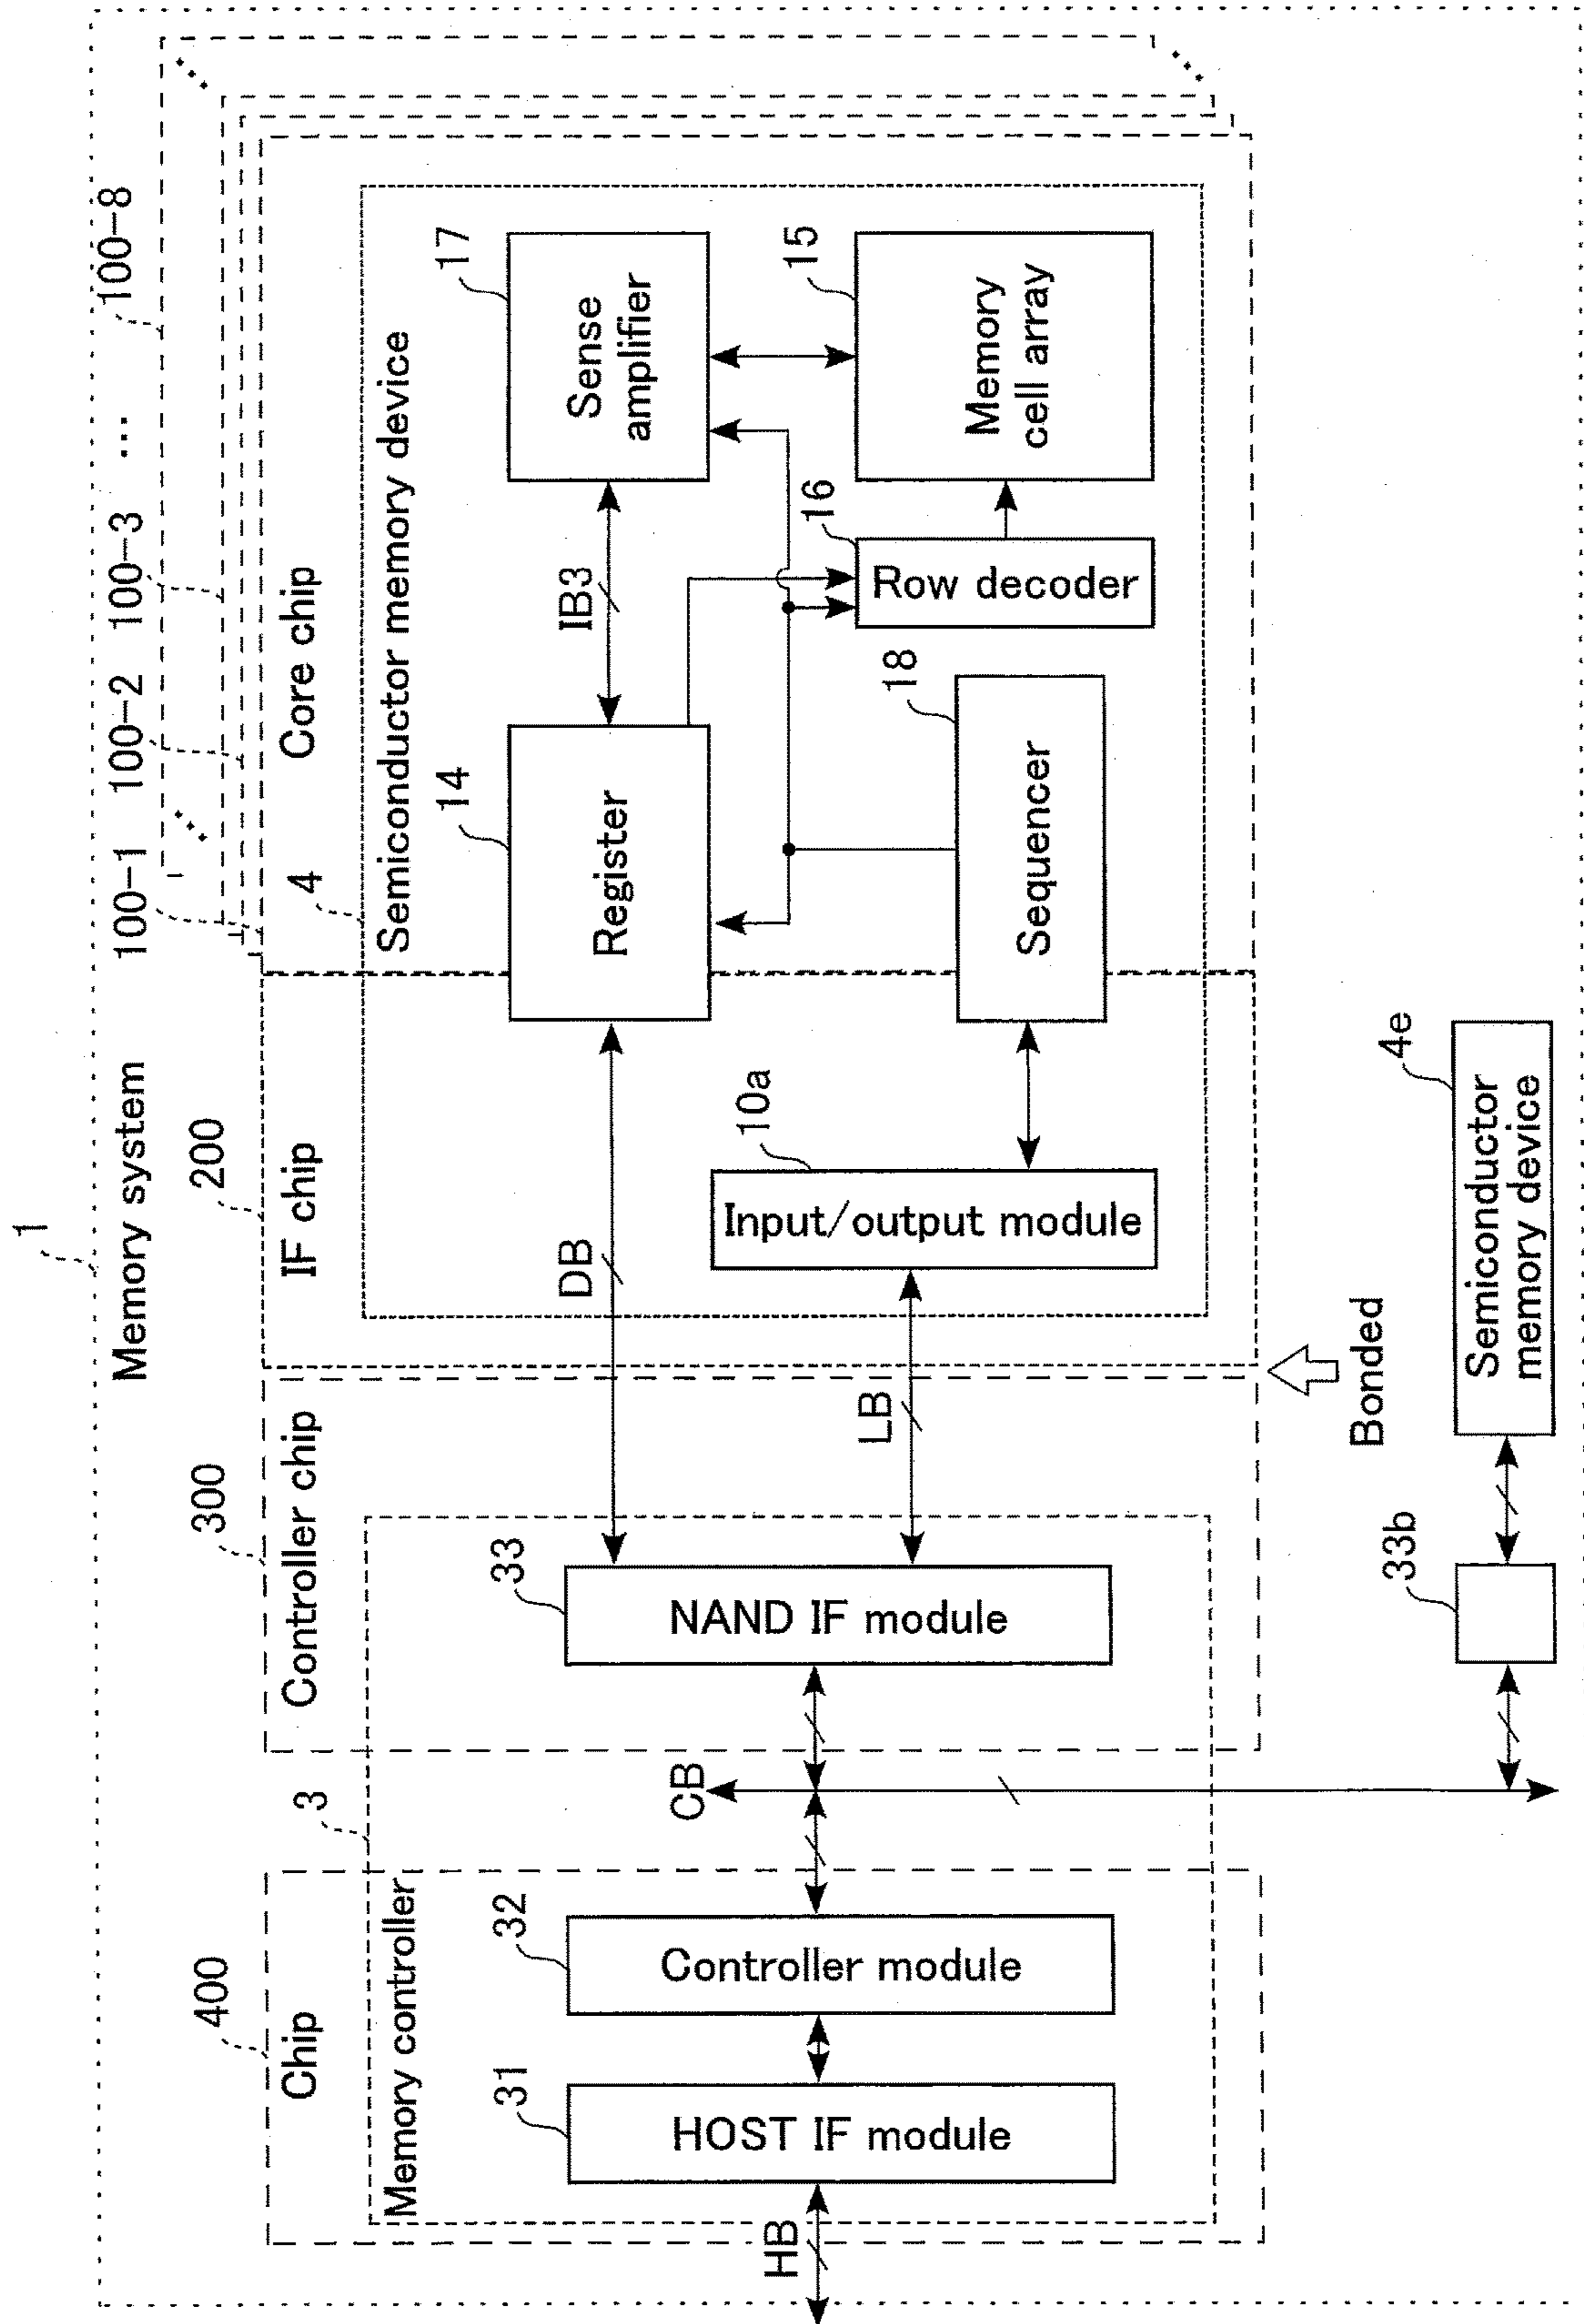 1
Memory system
400
Chip
3
Memory controller
HB
31
HOST IF module
32
Controller module
CB
300
Controller chip
33
NAND IF module
DB
LB
200
IF chip
10a
Input/output module
Bonded
100-1
100-2
100-3
...
100-8
Core chip
4
Semiconductor memory device
14
Register
IB3
17
Sense
amplifier
18
Sequencer
16
Row decoder
15
Memory
cell array
33b
4e
Semiconductor
memory device